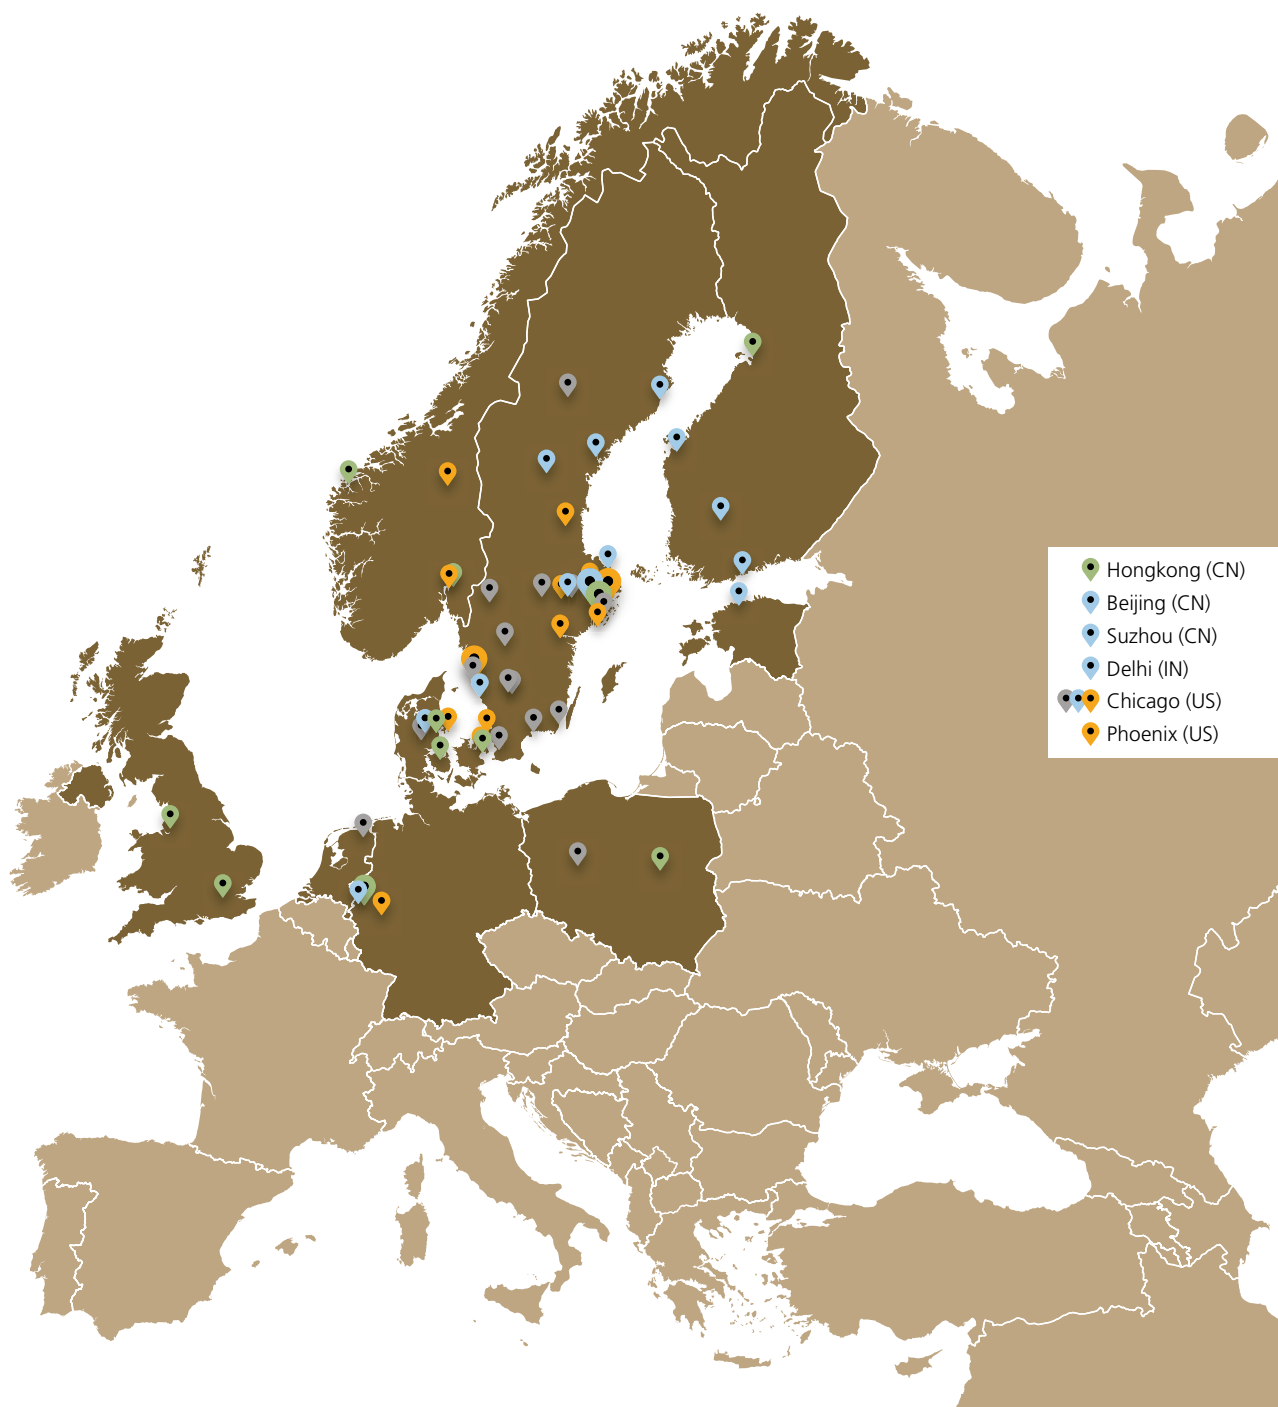 Hongkong (CN)
Beijing (CN)
Suzhou (CN)
Delhi (IN)
Chicago (US)
Phoenix (US)